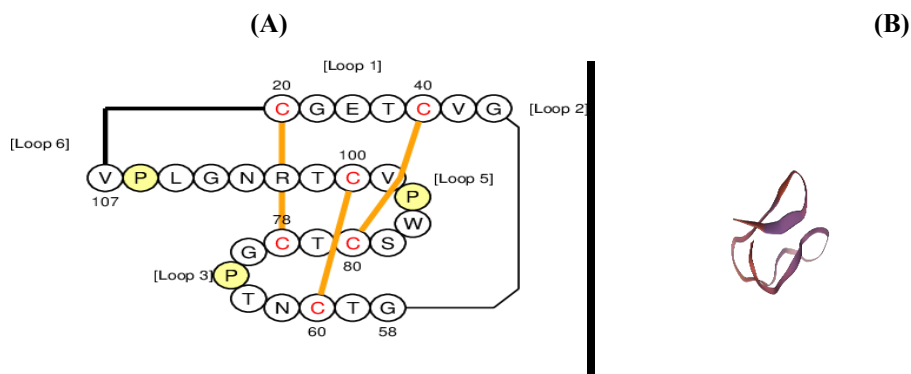 (A) (B)
[Loop 1]
20 40
C G E T C V G [Loop 2]
[Loop 6]
100
V P L G N R T C V [Loop 5]
107 P
78 W
G C T C S
80
[Loop 3] P
T N C T G
60 58